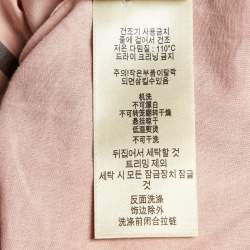 건조기 사용금지
줄에 걸어서 건조
저온 다림질 : 110°C
드라이 크리닝 금지
주의!작은부품이탈락
되면삼킬수있음
机洗
不可漂白
不可转笼翻转干燥
悬挂晾干
低温熨烫
不可干洗
뒤집어서 세탁할 것
트리밍 제외
세탁 시 모든 잠금장치 잠글
것
反面洗涤
饰边除外
洗涤前闭合拉链